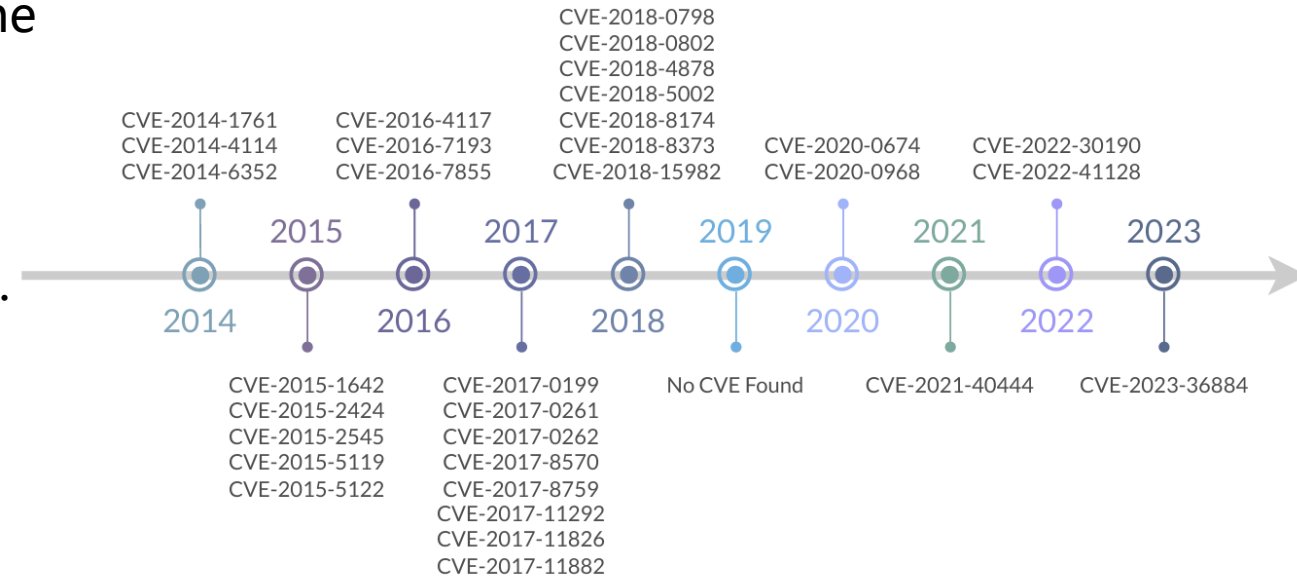 ne
CVE-2018-0798
CVE-2018-0802
CVE-2018-4878
CVE-2018-5002
CVE-2014-1761 CVE-2016-4117 CVE-2018-8174
CVE-2014-4114 CVE-2016-7193 CVE-2018-8373 CVE-2020-0674 CVE-2022-30190
CVE-2014-6352 CVE-2016-7855 CVE-2018-15982 CVE-2020-0968 CVE-2022-41128
2015 2017 2019 2021 2023
.
2014 2016 2018 2020 2022
CVE-2015-1642 CVE-2017-0199 No CVE Found CVE-2021-40444 CVE-2023-36884
CVE-2015-2424 CVE-2017-0261
CVE-2015-2545 CVE-2017-0262
CVE-2015-5119 CVE-2017-8570
CVE-2015-5122 CVE-2017-8759
CVE-2017-11292
CVE-2017-11826
CVE-2017-11882